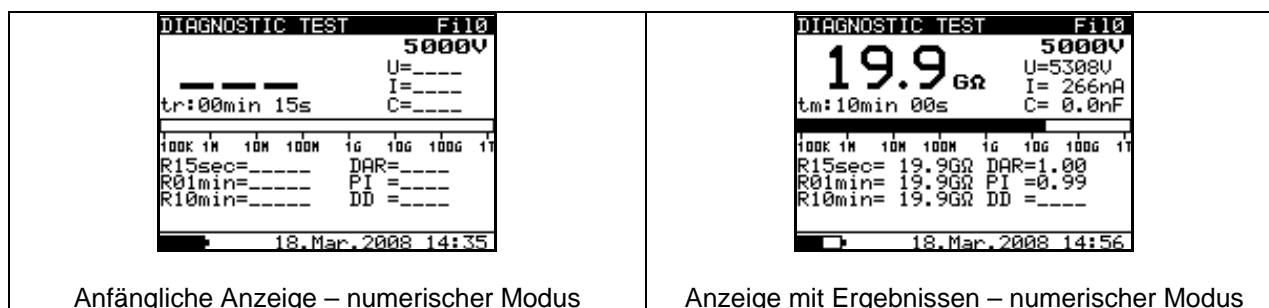 DIAGNOSTIC TEST Fil0
5000V
U=____
I=____
tr:00min 15s C=____
100K 1M 10M 100M 1G 10G 100G 1T
R15sec=_____ DAR=____
R01min=_____ PI =____
R10min=_____ DD =____
18.Mar.2008 14:35
Anfängliche Anzeige – numerischer Modus
DIAGNOSTIC TEST Fil0
5000V
19.9GΩ U=5308V
I= 266nA
tm:10min 00s C= 0.0nF
100K 1M 10M 100M 1G 10G 100G 1T
R15sec= 19.9GΩ DAR=1.00
R01min= 19.9GΩ PI =0.99
R10min= 19.9GΩ DD =____
18.Mar.2008 14:56
Anzeige mit Ergebnissen – numerischer Modus